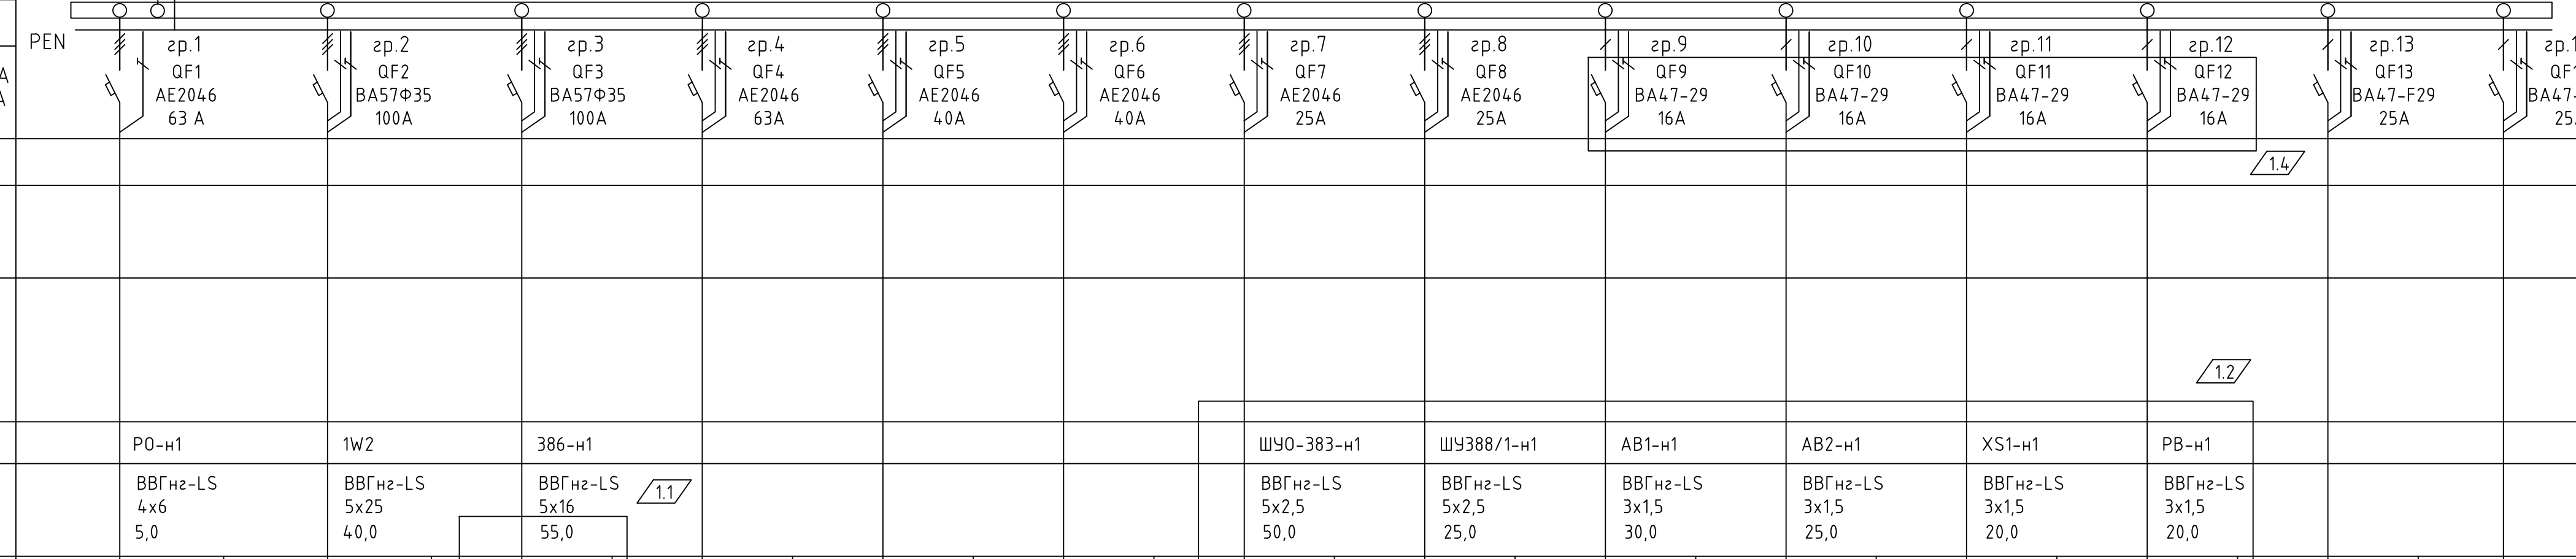 PEN
гр.1
QF1
АЕ2046
63 А
гр.2
QF2
ВА57Ф35
100А
гр.3
QF3
ВА57Ф35
100А
гр.4
QF4
АЕ2046
63А
гр.5
QF5
АЕ2046
40А
гр.6
QF6
АЕ2046
40А
гр.7
QF7
АЕ2046
25А
гр.8
QF8
АЕ2046
25А
гр.9
QF9
ВА47-29
16А
гр.10
QF10
ВА47-29
16А
гр.11
QF11
ВА47-29
16А
гр.12
QF12
ВА47-29
16А
гр.13
QF13
ВА47-F29
25А
1.4
1.2
РО-н1
1W2
386-н1
ШУО-383-н1
ШУ388/1-н1
АВ1-н1
АВ2-н1
XS1-н1
РВ-н1
ВВГнг-LS
4х6
5,0
ВВГнг-LS
5х25
40,0
ВВГнг-LS
5х16
55,0
1.1
ВВГнг-LS
5х2,5
50,0
ВВГнг-LS
5х2,5
25,0
ВВГнг-LS
3х1,5
30,0
ВВГнг-LS
3х1,5
25,0
ВВГнг-LS
3х1,5
20,0
ВВГнг-LS
3х1,5
20,0